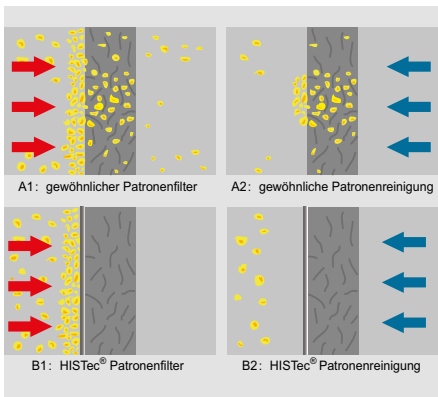 A1: gewöhnlicher Patronenfilter
A2: gewöhnliche Patronenreinigung
B1: HISTec® Patronenfilter
B2: HISTec® Patronenreinigung